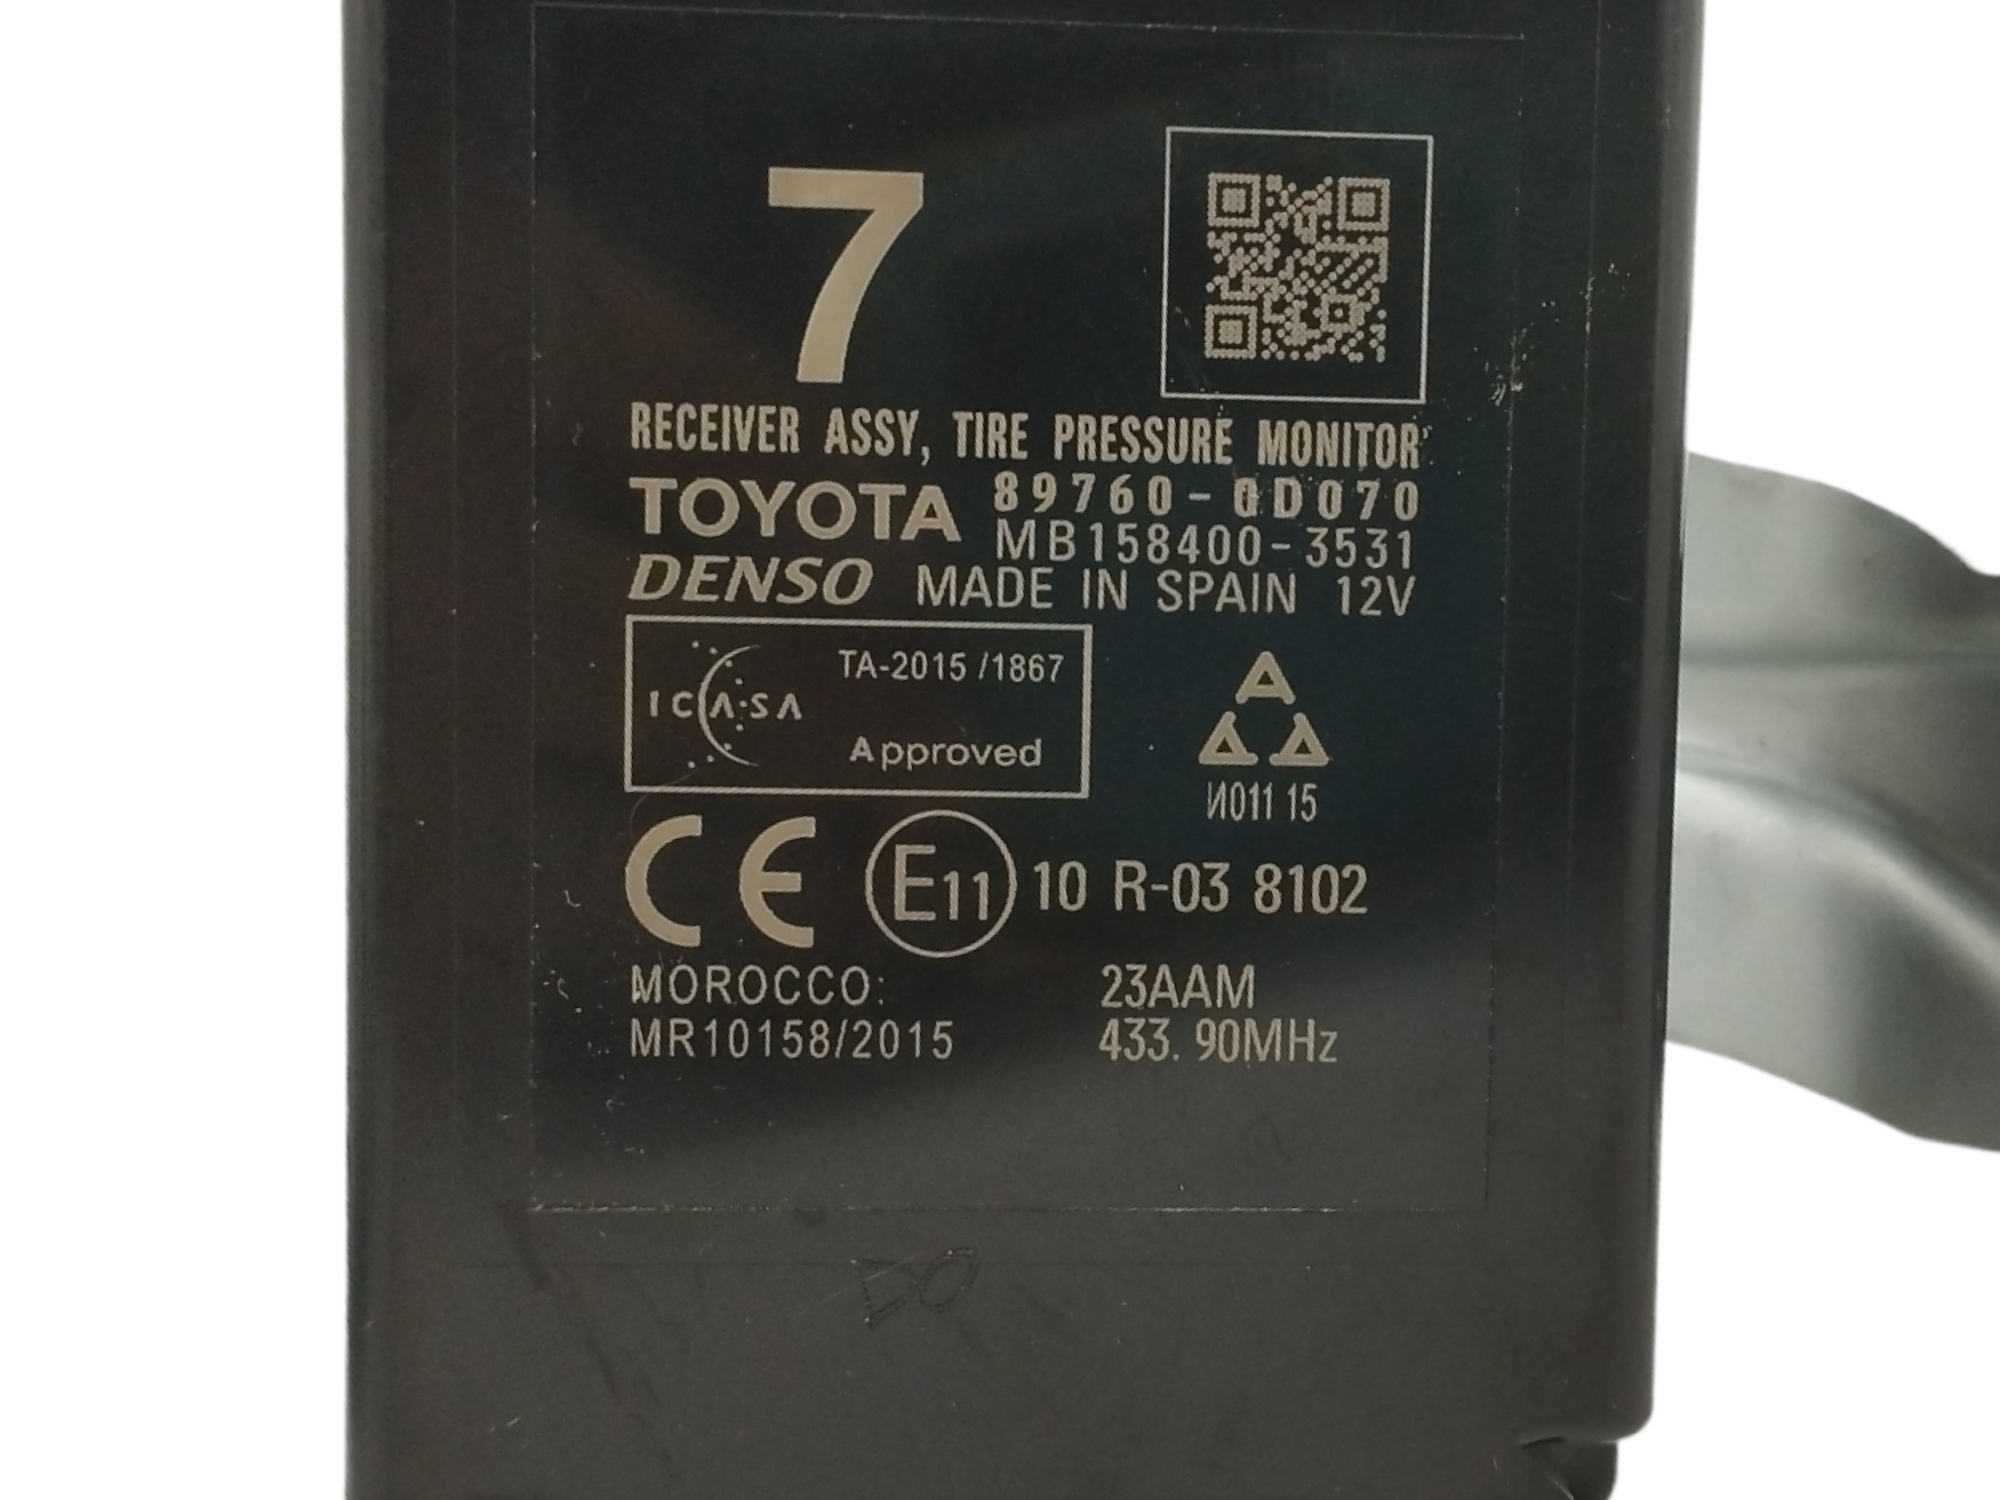 7
RECEIVER ASSY, TIRE PRESSURE MONITOR
TOYOTA 89760-0D070
MB158400-3531
DENSO MADE IN SPAIN 12V
ICASA TA-2015 /1867
Approved
И011 15
CE E11 10 R-03 8102
MOROCCO: 23AAM
MR10158/2015 433.90MHz